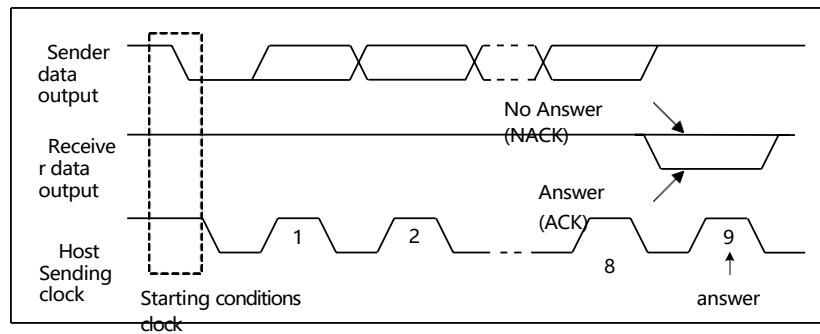 Sender
data
output
No Answer
(NACK)
Receive
r data
output
Answer
(ACK)
1
2
8
9
Host
Sending
clock
Starting conditions
clock
answer